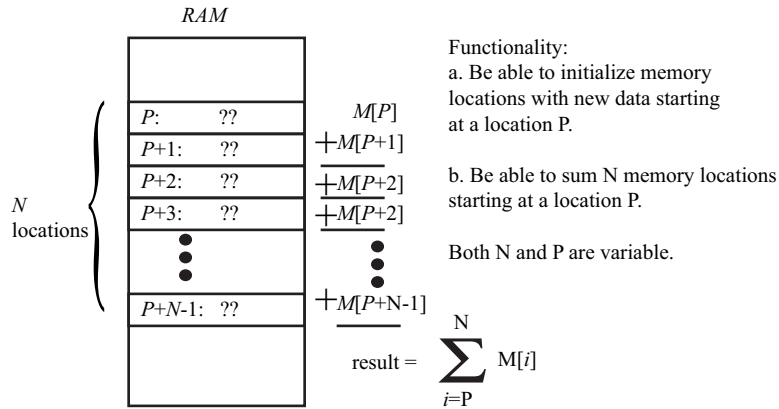 RAM
P: ??
P+1: ??
P+2: ??
P+3: ??
P+N-1: ??
N
locations
M[P]
+M[P+1]
+M[P+2]
+M[P+2]
+M[P+N-1]
result = N ∑ i=P M[i]
Functionality:
a. Be able to initialize memory
locations with new data starting
at a location P.
b. Be able to sum N memory locations
starting at a location P.
Both N and P are variable.